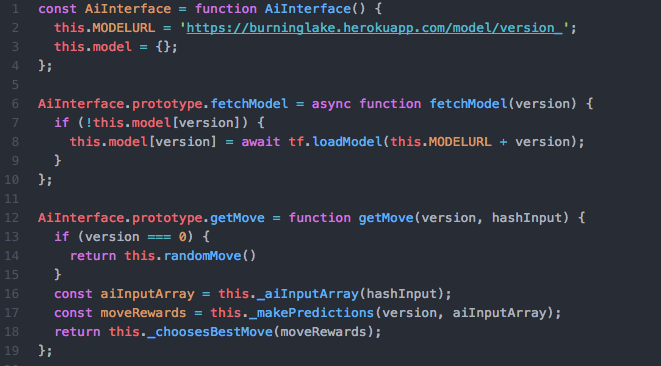 1 const AiInterface = function AiInterface() {
2   this.MODELURL = 'https://burninglake.herokuapp.com/model/version_';
3   this.model = {};
4 };
5
6 AiInterface.prototype.fetchModel = async function fetchModel(version) {
7   if (!this.model[version]) {
8     this.model[version] = await tf.loadModel(this.MODELURL + version);
9   }
10 };
11
12 AiInterface.prototype.getMove = function getMove(version, hashInput) {
13   if (version === 0) {
14     return this.randomMove()
15   }
16   const aiInputArray = this._aiInputArray(hashInput);
17   const moveRewards = this._makePredictions(version, aiInputArray);
18   return this._choosesBestMove(moveRewards);
19 };